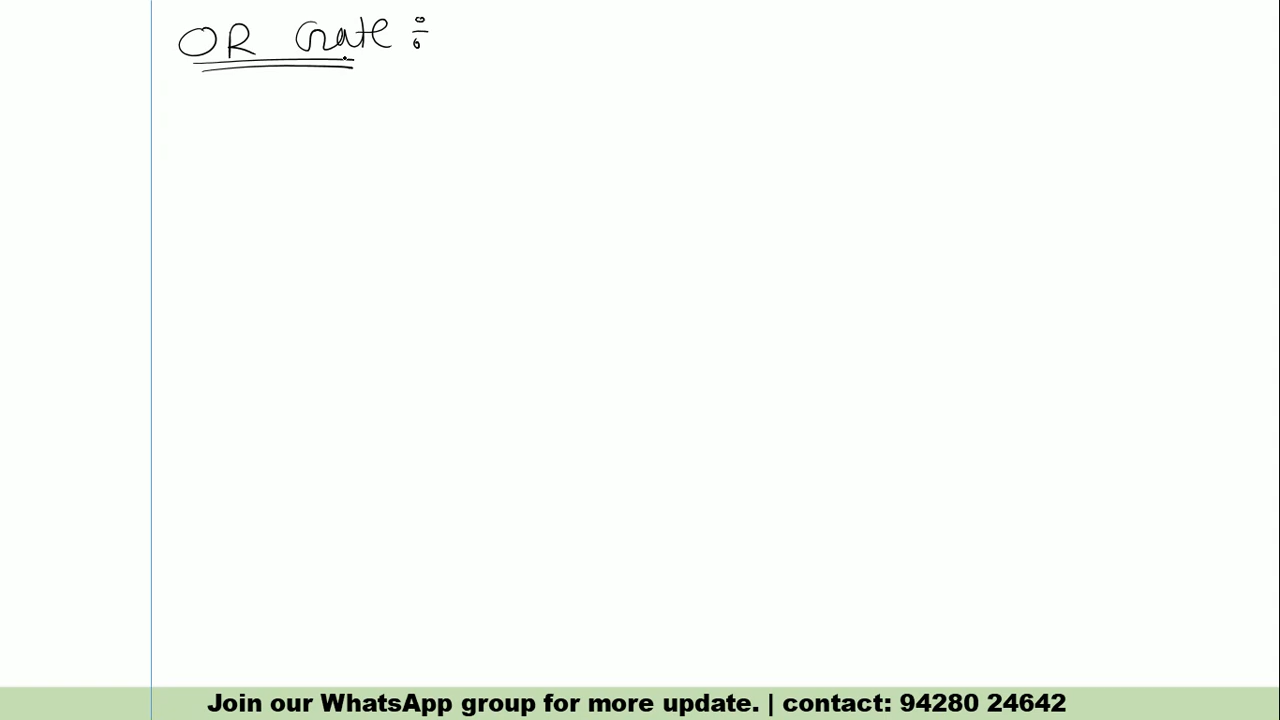 OR Gate :-
Join our WhatsApp group for more update. | contact: 94280 24642